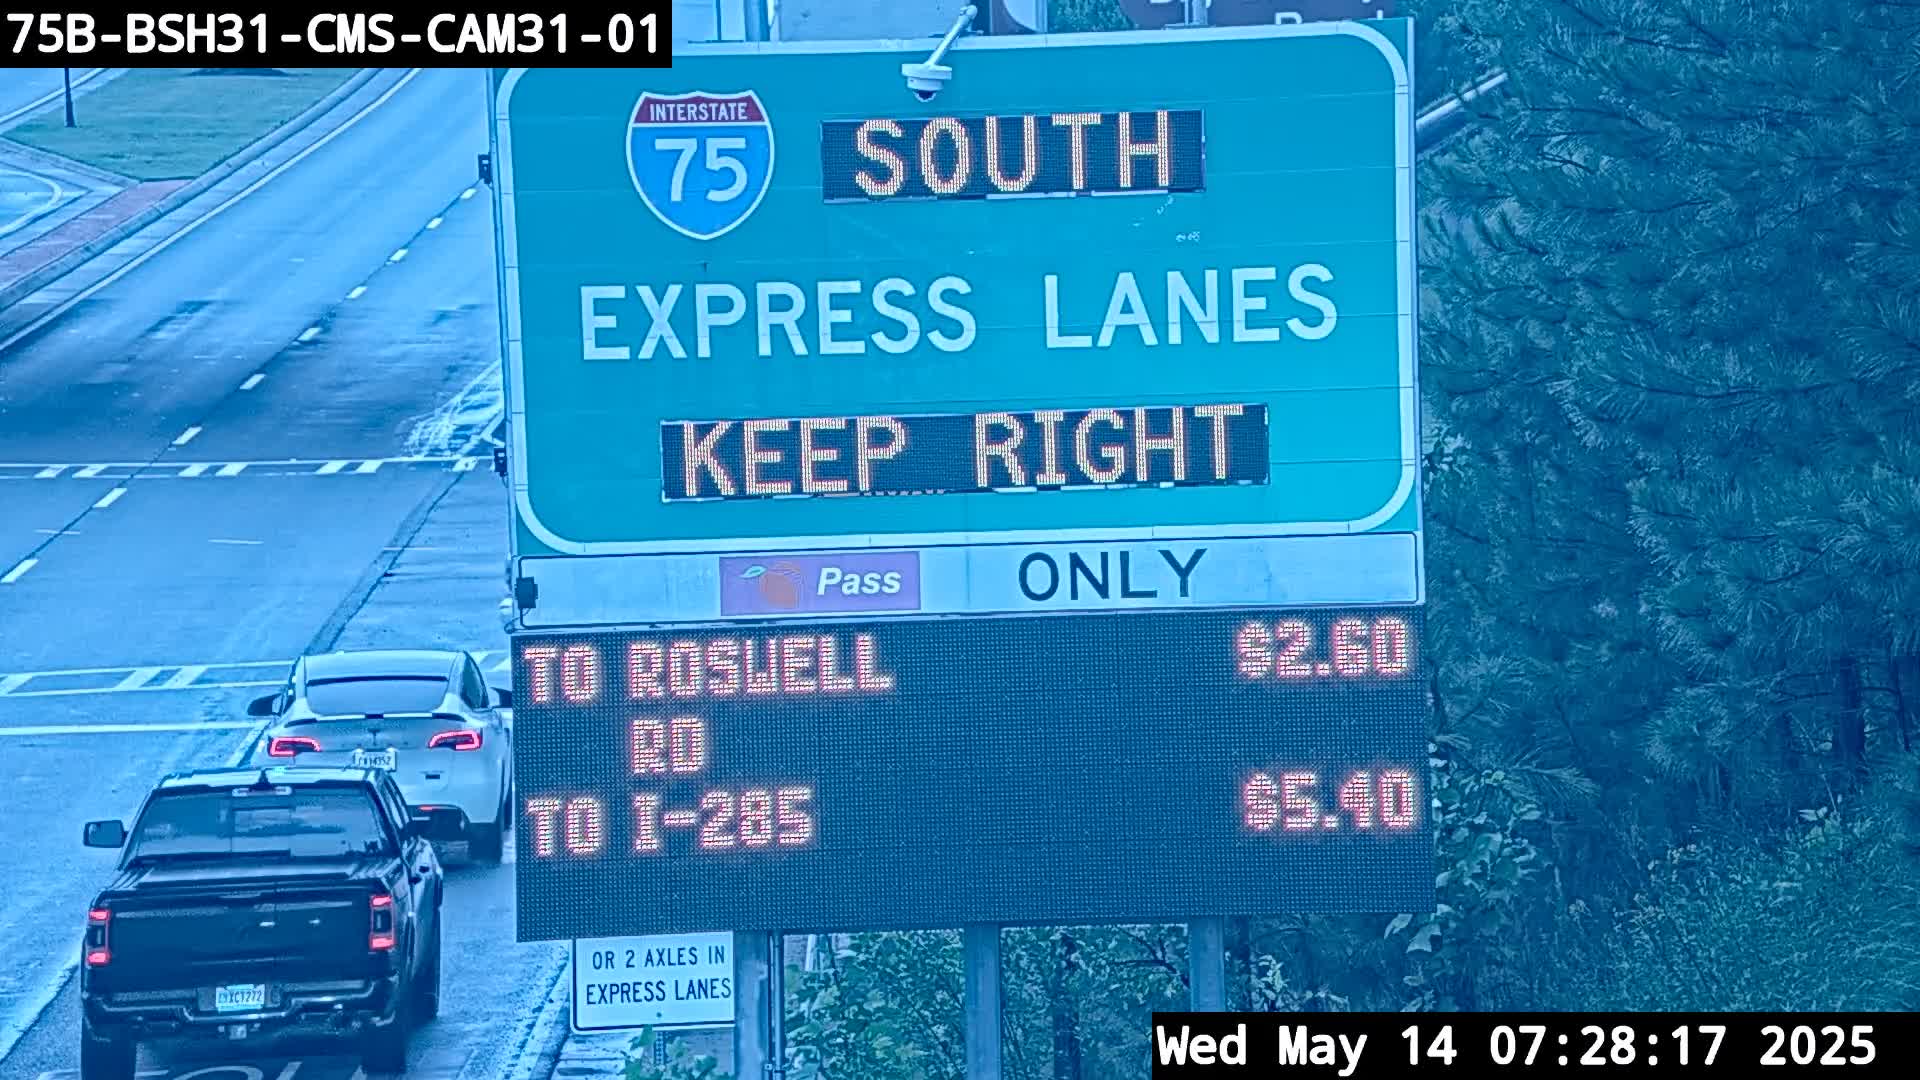 75B-BSH31-CMS-CAM31-01
INTERSTATE
75
SOUTH
EXPRESS LANES
KEEP RIGHT
Pass
ONLY
TO ROSWELL $2.60
RD
TO I-285 $5.40
OR 2 AXLES IN
EXPRESS LANES
Wed May 14 07:28:17 2025